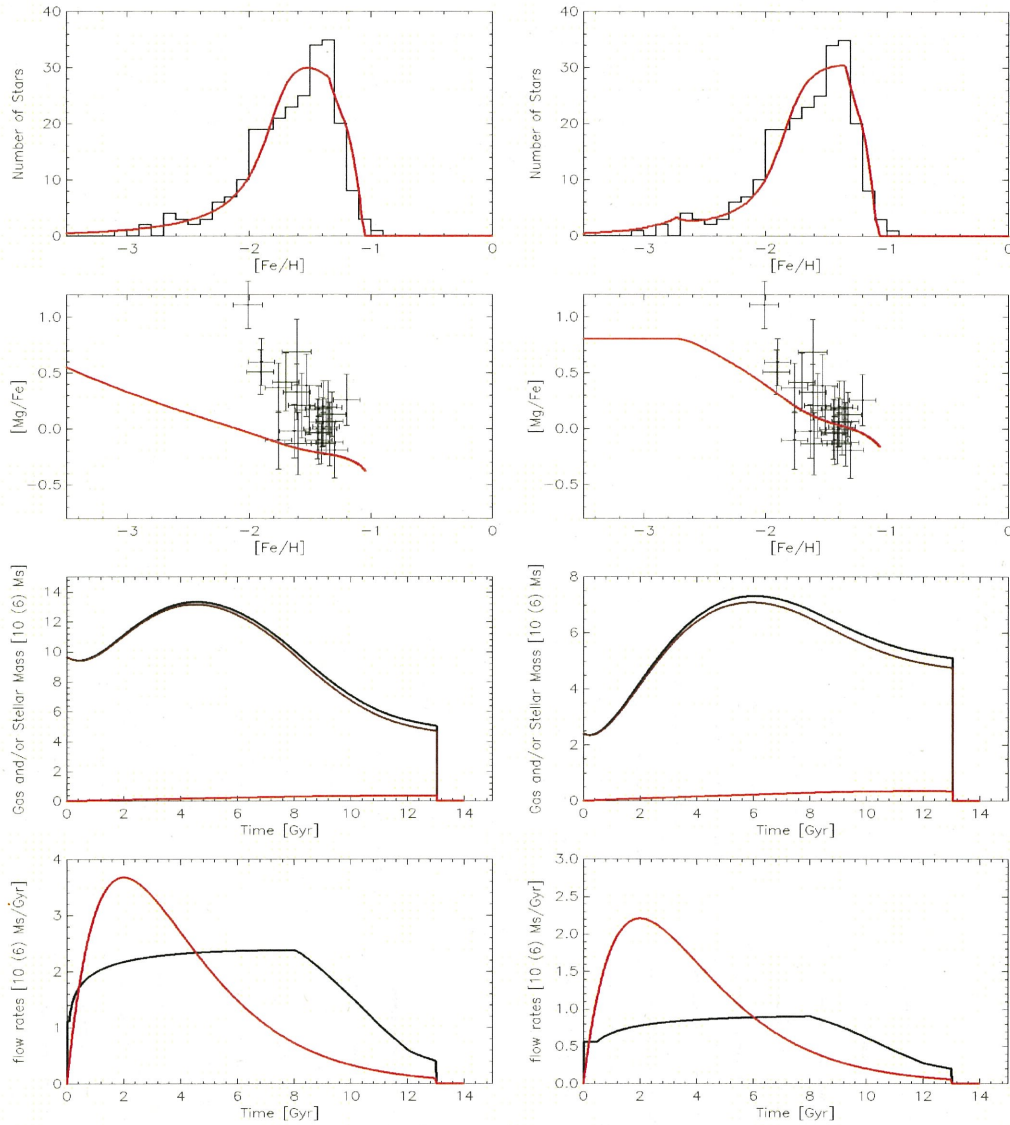 40
30
20
10
0
Number of Stars
−3
−2
−1
0
[Fe/H]
40
30
20
10
0
Number of Stars
−3
−2
−1
0
[Fe/H]
1.0
0.5
0.0
−0.5
[Mg/Fe]
−3
−2
−1
0
[Fe/H]
1.0
0.5
0.0
−0.5
[Mg/Fe]
−3
−2
−1
0
[Fe/H]
14
12
10
8
6
4
2
0
Gas and/or Stellar Mass [10 (6) Ms]
0 2 4 6 8 10 12 14
Time [Gyr]
8
6
4
2
0
Gas and/or Stellar Mass [10 (6) Ms]
0 2 4 6 8 10 12 14
Time [Gyr]
4
3
2
1
0
flow rates [10 (6) Ms/Gyr]
0 2 4 6 8 10 12 14
Time [Gyr]
3.0
2.5
2.0
1.5
1.0
0.5
0.0
flow rates [10 (6) Ms/Gyr]
0 2 4 6 8 10 12 14
Time [Gyr]